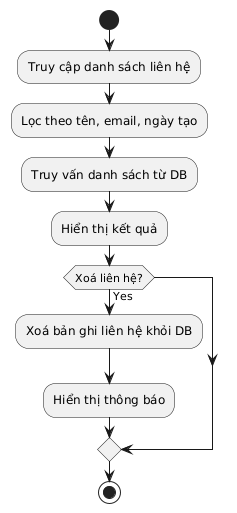 Truy cập danh sách liên hệ
Lọc theo tên, email, ngày tạo
Truy vấn danh sách từ DB
Hiển thị kết quả
Xoá liên hệ?
Yes
Xoá bản ghi liên hệ khỏi DB
Hiển thị thông báo